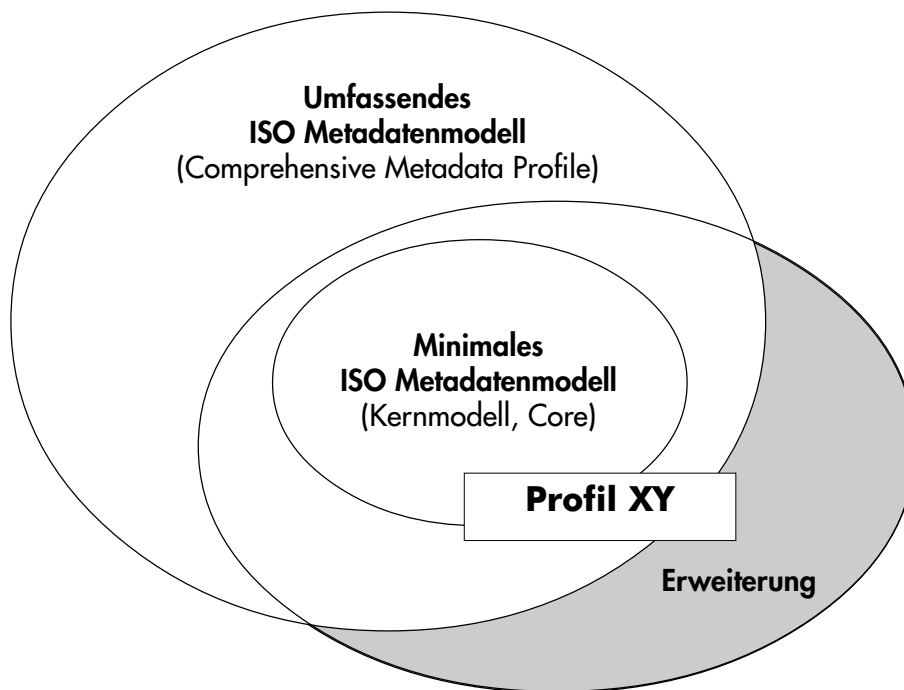 Umfassendes
ISO Metadatenmodell
(Comprehensive Metadata Profile)
Minimales
ISO Metadatenmodell
(Kernmodell, Core)
Profil XY
Erweiterung